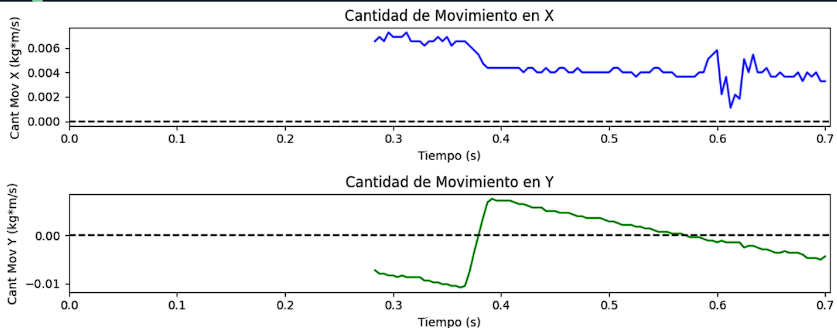 Cantidad de Movimiento en X
Cant Mov X (kg*m/s)
0.006
0.004
0.002
0.000
0.0 0.1 0.2 0.3 0.4 0.5 0.6 0.7
Tiempo (s)
Cantidad de Movimiento en Y
Cant Mov Y (kg*m/s)
0.00
−0.01
0.0 0.1 0.2 0.3 0.4 0.5 0.6 0.7
Tiempo (s)